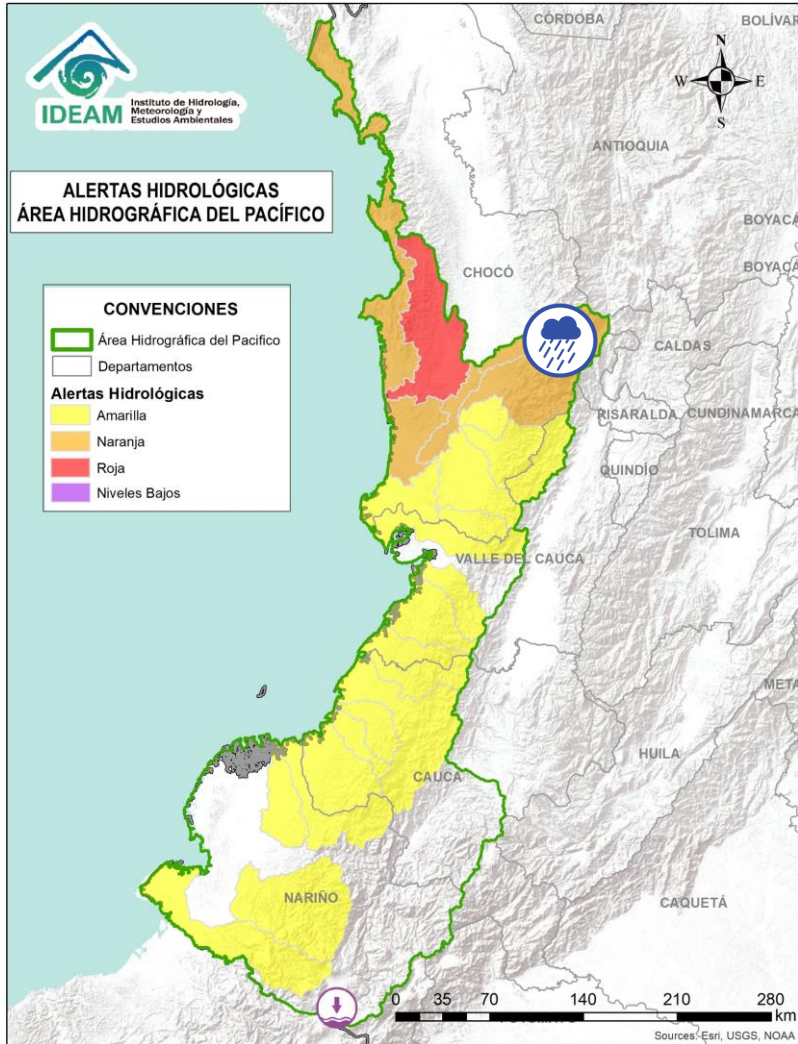 IDEAM
Instituto de Hidrología,
Meteorología y
Estudios Ambientales
ALERTAS HIDROLÓGICAS
ÁREA HIDROGRÁFICA DEL PACÍFICO
CONVENCIONES
Área Hidrográfica del Pacifico
Departamentos
Alertas Hidrológicas
Amarilla
Naranja
Roja
Niveles Bajos
N
W E
S
CÓRDOBA
BOLÍVAR
ANTIOQUIA
BOYACÁ
BOYACÁ
CHOCÓ
CALDAS
RISARALDA
CUNDINAMARCA
QUINDÍO
TOLIMA
VALLE DEL CAUCA
META
HUILA
CAUCA
NARIÑO
CAQUETÁ
0 35 70 140 210 280
km
Sources: Esri, USGS, NOAA